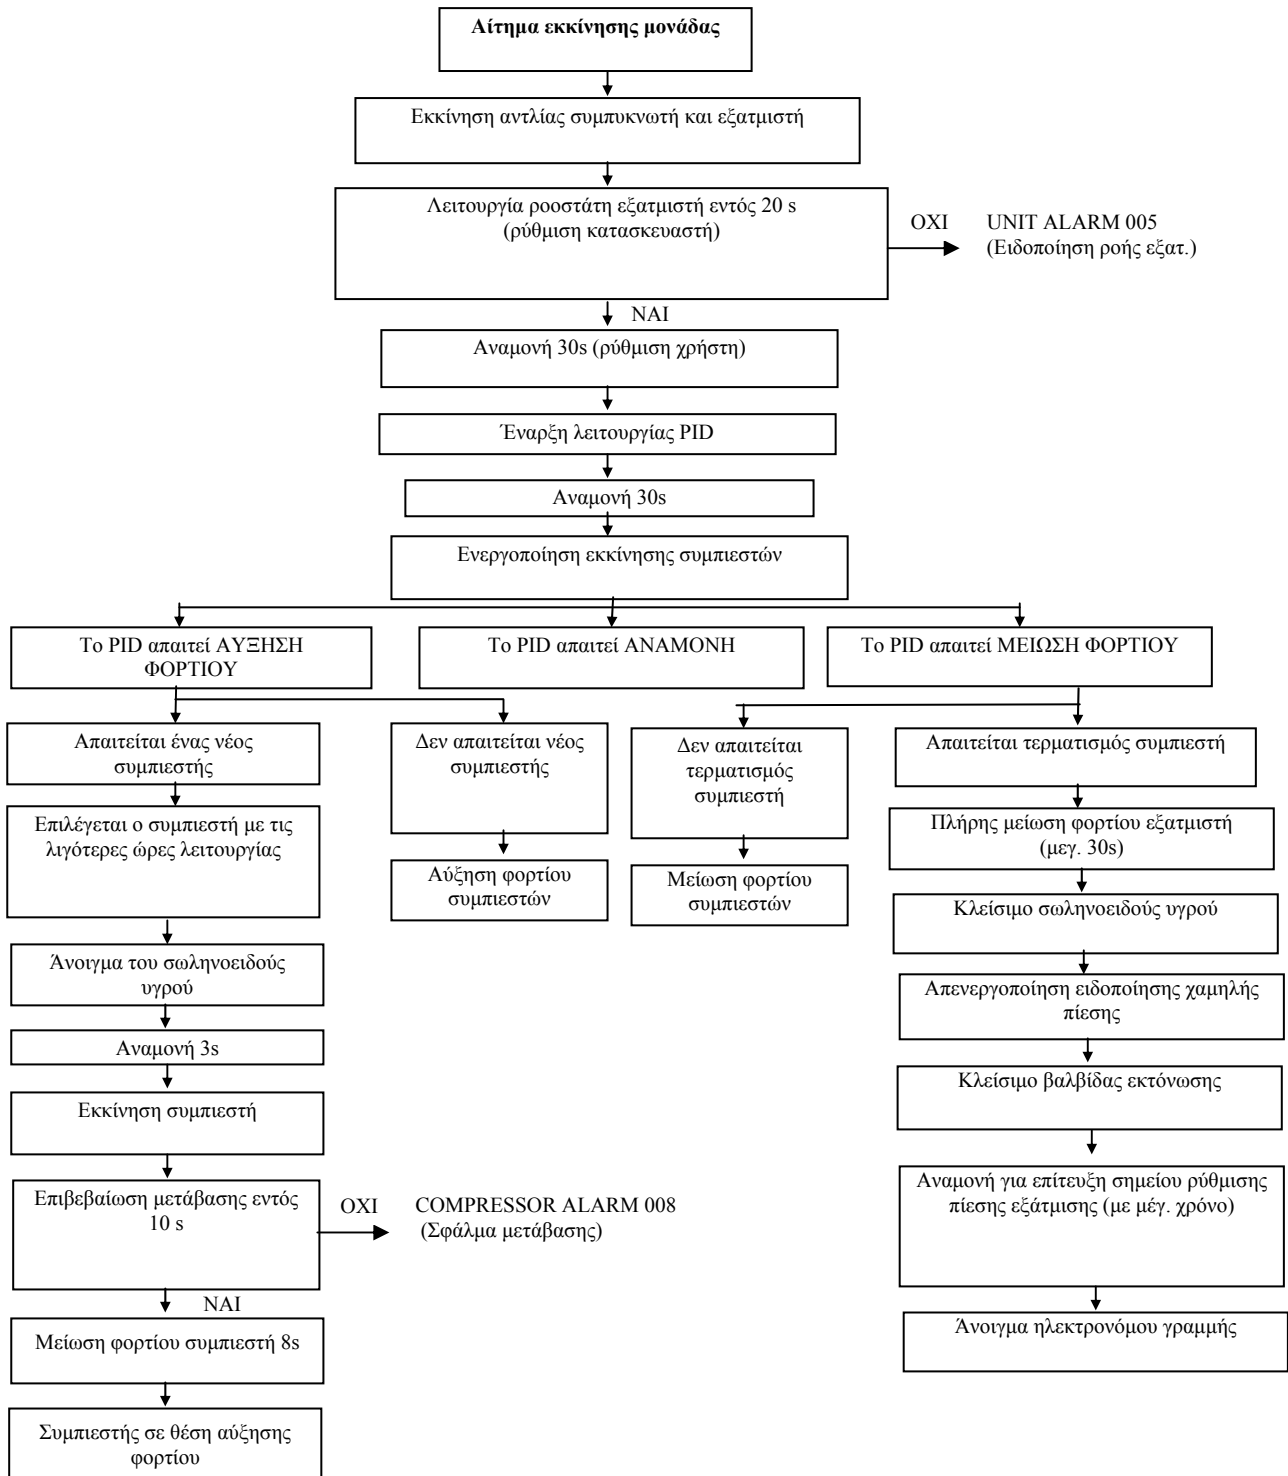 Αίτημα εκκίνησης μονάδας
Εκκίνηση αντλίας συμπυκνωτή και εξατμιστή
Λειτουργία ροοστάτη εξατμιστή εντός 20 s
(ρύθμιση κατασκευαστή)
ΟΧΙ
UNIT ALARM 005
(Ειδοποίηση ροής εξατ.)
ΝΑΙ
Αναμονή 30s (ρύθμιση χρήστη)
Έναρξη λειτουργίας PID
Αναμονή 30s
Ενεργοποίηση εκκίνησης συμπιεστών
Το PID απαιτεί ΑΥΞΗΣΗ
ΦΟΡΤΙΟΥ
Το PID απαιτεί ΑΝΑΜΟΝΗ
Το PID απαιτεί ΜΕΙΩΣΗ ΦΟΡΤΙΟΥ
Απαιτείται ένας νέος
συμπιεστής
Δεν απαιτείται νέος
συμπιεστής
Δεν απαιτείται
τερματισμός
συμπιεστή
Απαιτείται τερματισμός συμπιεστή
Επιλέγεται ο συμπιεστή με τις
λιγότερες ώρες λειτουργίας
Αύξηση φορτίου
συμπιεστών
Μείωση φορτίου
συμπιεστών
Πλήρης μείωση φορτίου εξατμιστή
(μεγ. 30s)
Κλείσιμο σωληνοειδούς υγρού
Άνοιγμα του σωληνοειδούς
υγρού
Απενεργοποίηση ειδοποίησης χαμηλής
πίεσης
Αναμονή 3s
Κλείσιμο βαλβίδας εκτόνωσης
Εκκίνηση συμπιεστή
Επιβεβαίωση μετάβασης εντός
10 s
ΟΧΙ
COMPRESSOR ALARM 008
(Σφάλμα μετάβασης)
Αναμονή για επίτευξη σημείου ρύθμισης
πίεσης εξάτμισης (με μέγ. χρόνο)
ΝΑΙ
Μείωση φορτίου συμπιεστή 8s
Άνοιγμα ηλεκτρονόμου γραμμής
Συμπιεστής σε θέση αύξησης
φορτίου